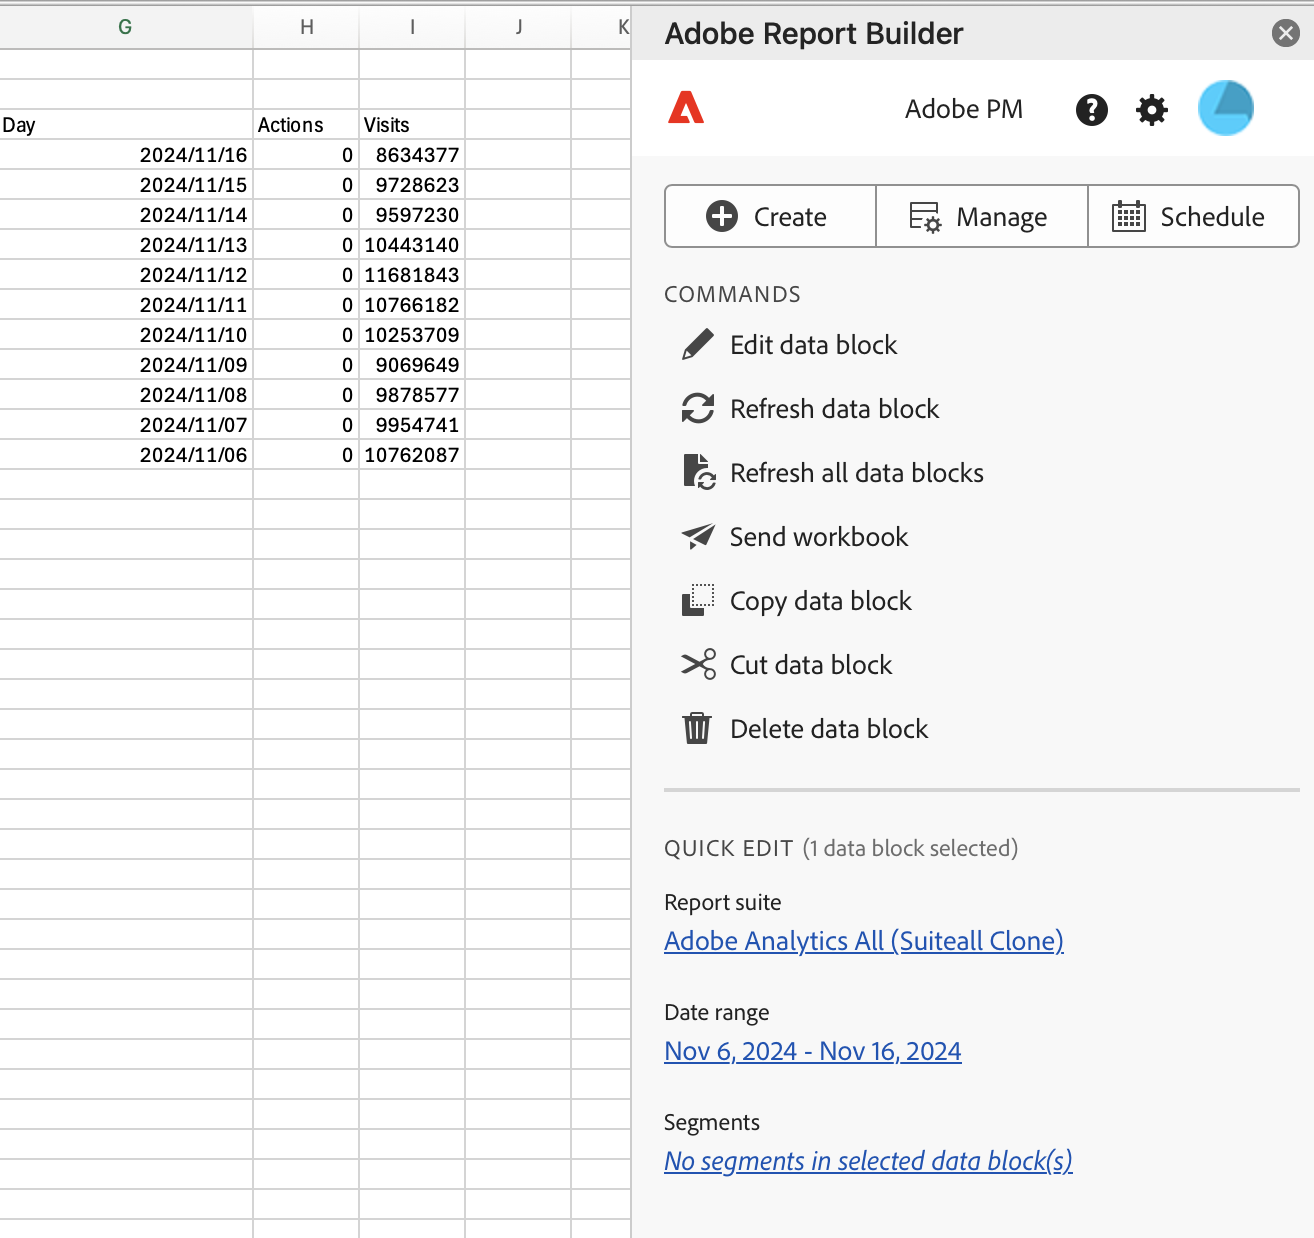 G H I J K
Day Actions Visits
2024/11/16 0 8634377
2024/11/15 0 9728623
2024/11/14 0 9597230
2024/11/13 0 10443140
2024/11/12 0 11681843
2024/11/11 0 10766182
2024/11/10 0 10253709
2024/11/09 0 9069649
2024/11/08 0 9878577
2024/11/07 0 9954741
2024/11/06 0 10762087
Adobe Report Builder
Adobe PM
Create Manage Schedule
COMMANDS
Edit data block
Refresh data block
Refresh all data blocks
Send workbook
Copy data block
Cut data block
Delete data block
QUICK EDIT (1 data block selected)
Report suite
Adobe Analytics All (Suiteall Clone)
Date range
Nov 6, 2024 - Nov 16, 2024
Segments
No segments in selected data block(s)